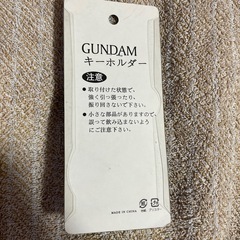 GUNDAM
キーホルダー
注意
● 取り付けた状態で、
強く引っ張ったり、
振り回さないで下さい。
● 小さな部品がありますので、
誤って飲み込まないよう
にご注意下さい。
MADE IN CHINA